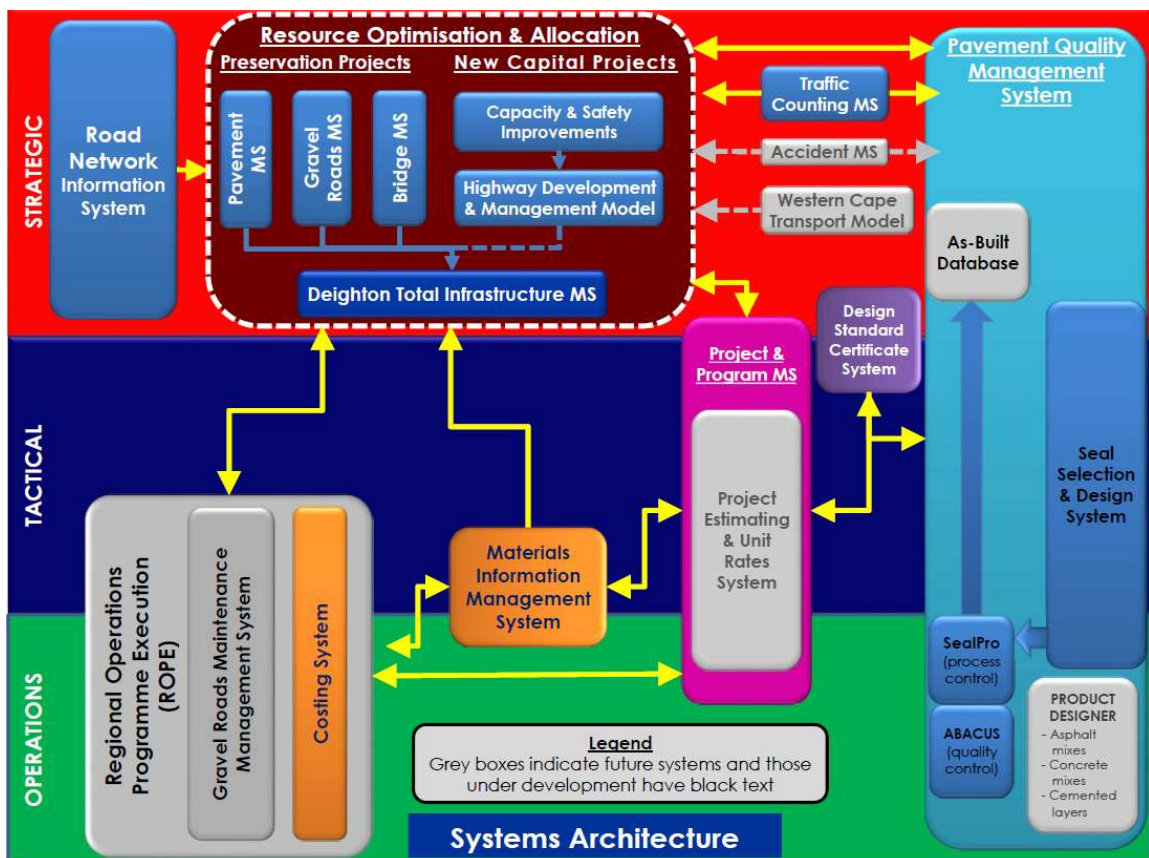 STRATEGIC
TACTICAL
OPERATIONS
Road
Network
Information
System
Resource Optimisation & Allocation
Preservation Projects
New Capital Projects
Pavement
MS
Gravel
Roads MS
Bridge MS
Capacity & Safety
Improvements
Highway Development
& Management Model
Deighton Total Infrastructure MS
Traffic
Counting MS
Accident MS
Western Cape
Transport Model
Pavement Quality
Management
System
As-Built
Database
Design
Standard
Certificate
System
Project &
Program MS
Project
Estimating
& Unit
Rates
System
Seal
Selection
& Design
System
Regional Operations
Programme Execution
(ROPE)
Gravel Roads Maintenance
Management System
Costing System
Materials
Information
Management
System
SealPro
(process
control)
ABACUS
(quality
control)
PRODUCT
DESIGNER
- Asphalt
mixes
- Concrete
mixes
- Cemented
layers
Legend
Grey boxes indicate future systems and those
under development have black text
Systems Architecture